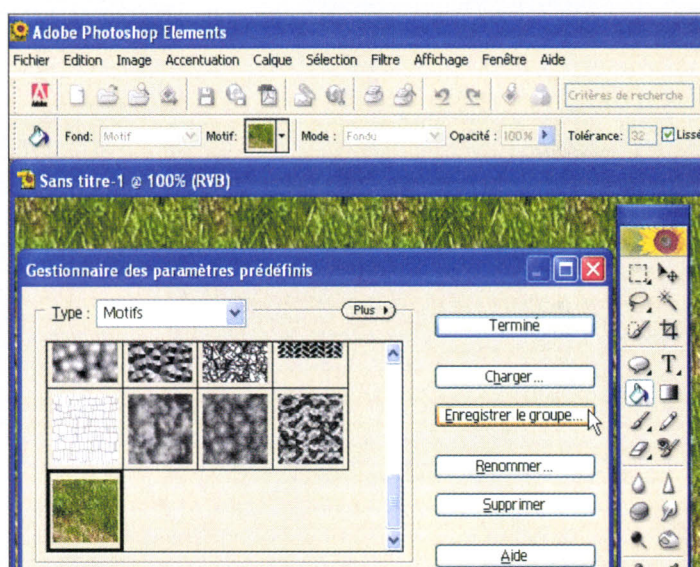 Adobe Photoshop Elements
Fichier Edition Image Accentuation Calque Sélection Filtre Affichage Fenêtre Aide
Critères de recherche
Fond: Motif Motif: Mode : Fondu Opacité : 100% Tolérance: 32 Lissé
Sans titre-1 @ 100% (RVB)
Gestionnaire des paramètres prédéfinis
Type : Motifs Plus
Terminé
Charger...
Enregistrer le groupe...
Renommer...
Supprimer
Aide